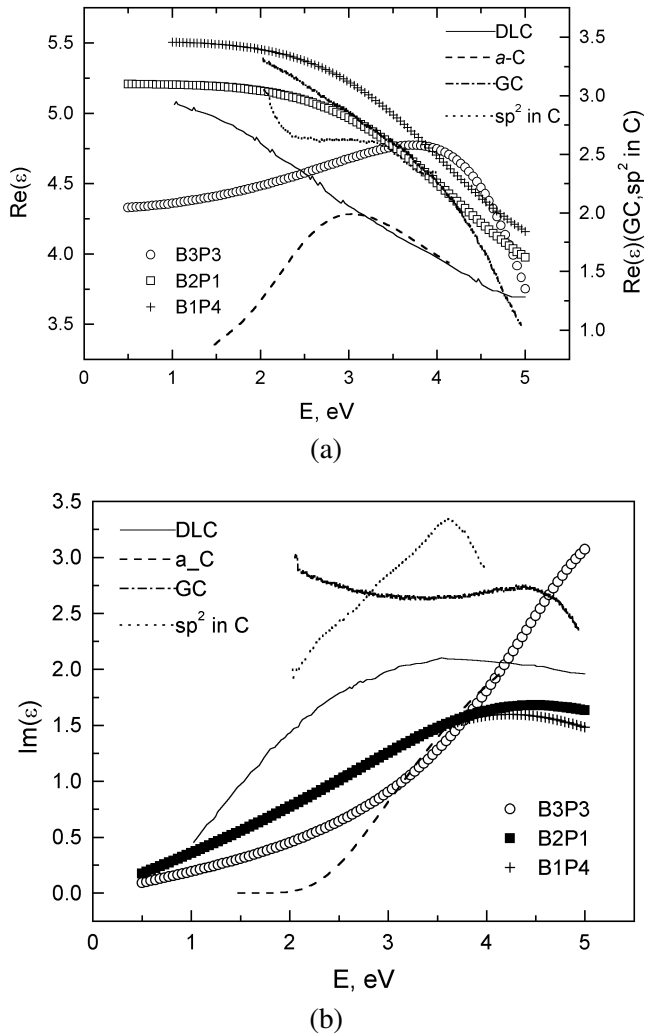 DLC
a-C
GC
sp² in C
5.5
5.0
4.5
4.0
3.5
Re(ε)
3.5
3.0
2.5
2.0
1.5
1.0
Re(ε)(GC,sp² in C)
B3P3
B2P1
B1P4
0 1 2 3 4 5
E, eV
(a)
3.5
3.0
2.5
2.0
1.5
1.0
0.5
0.0
Im(ε)
DLC
a_C
GC
sp² in C
B3P3
B2P1
B1P4
0 1 2 3 4 5
E, eV
(b)